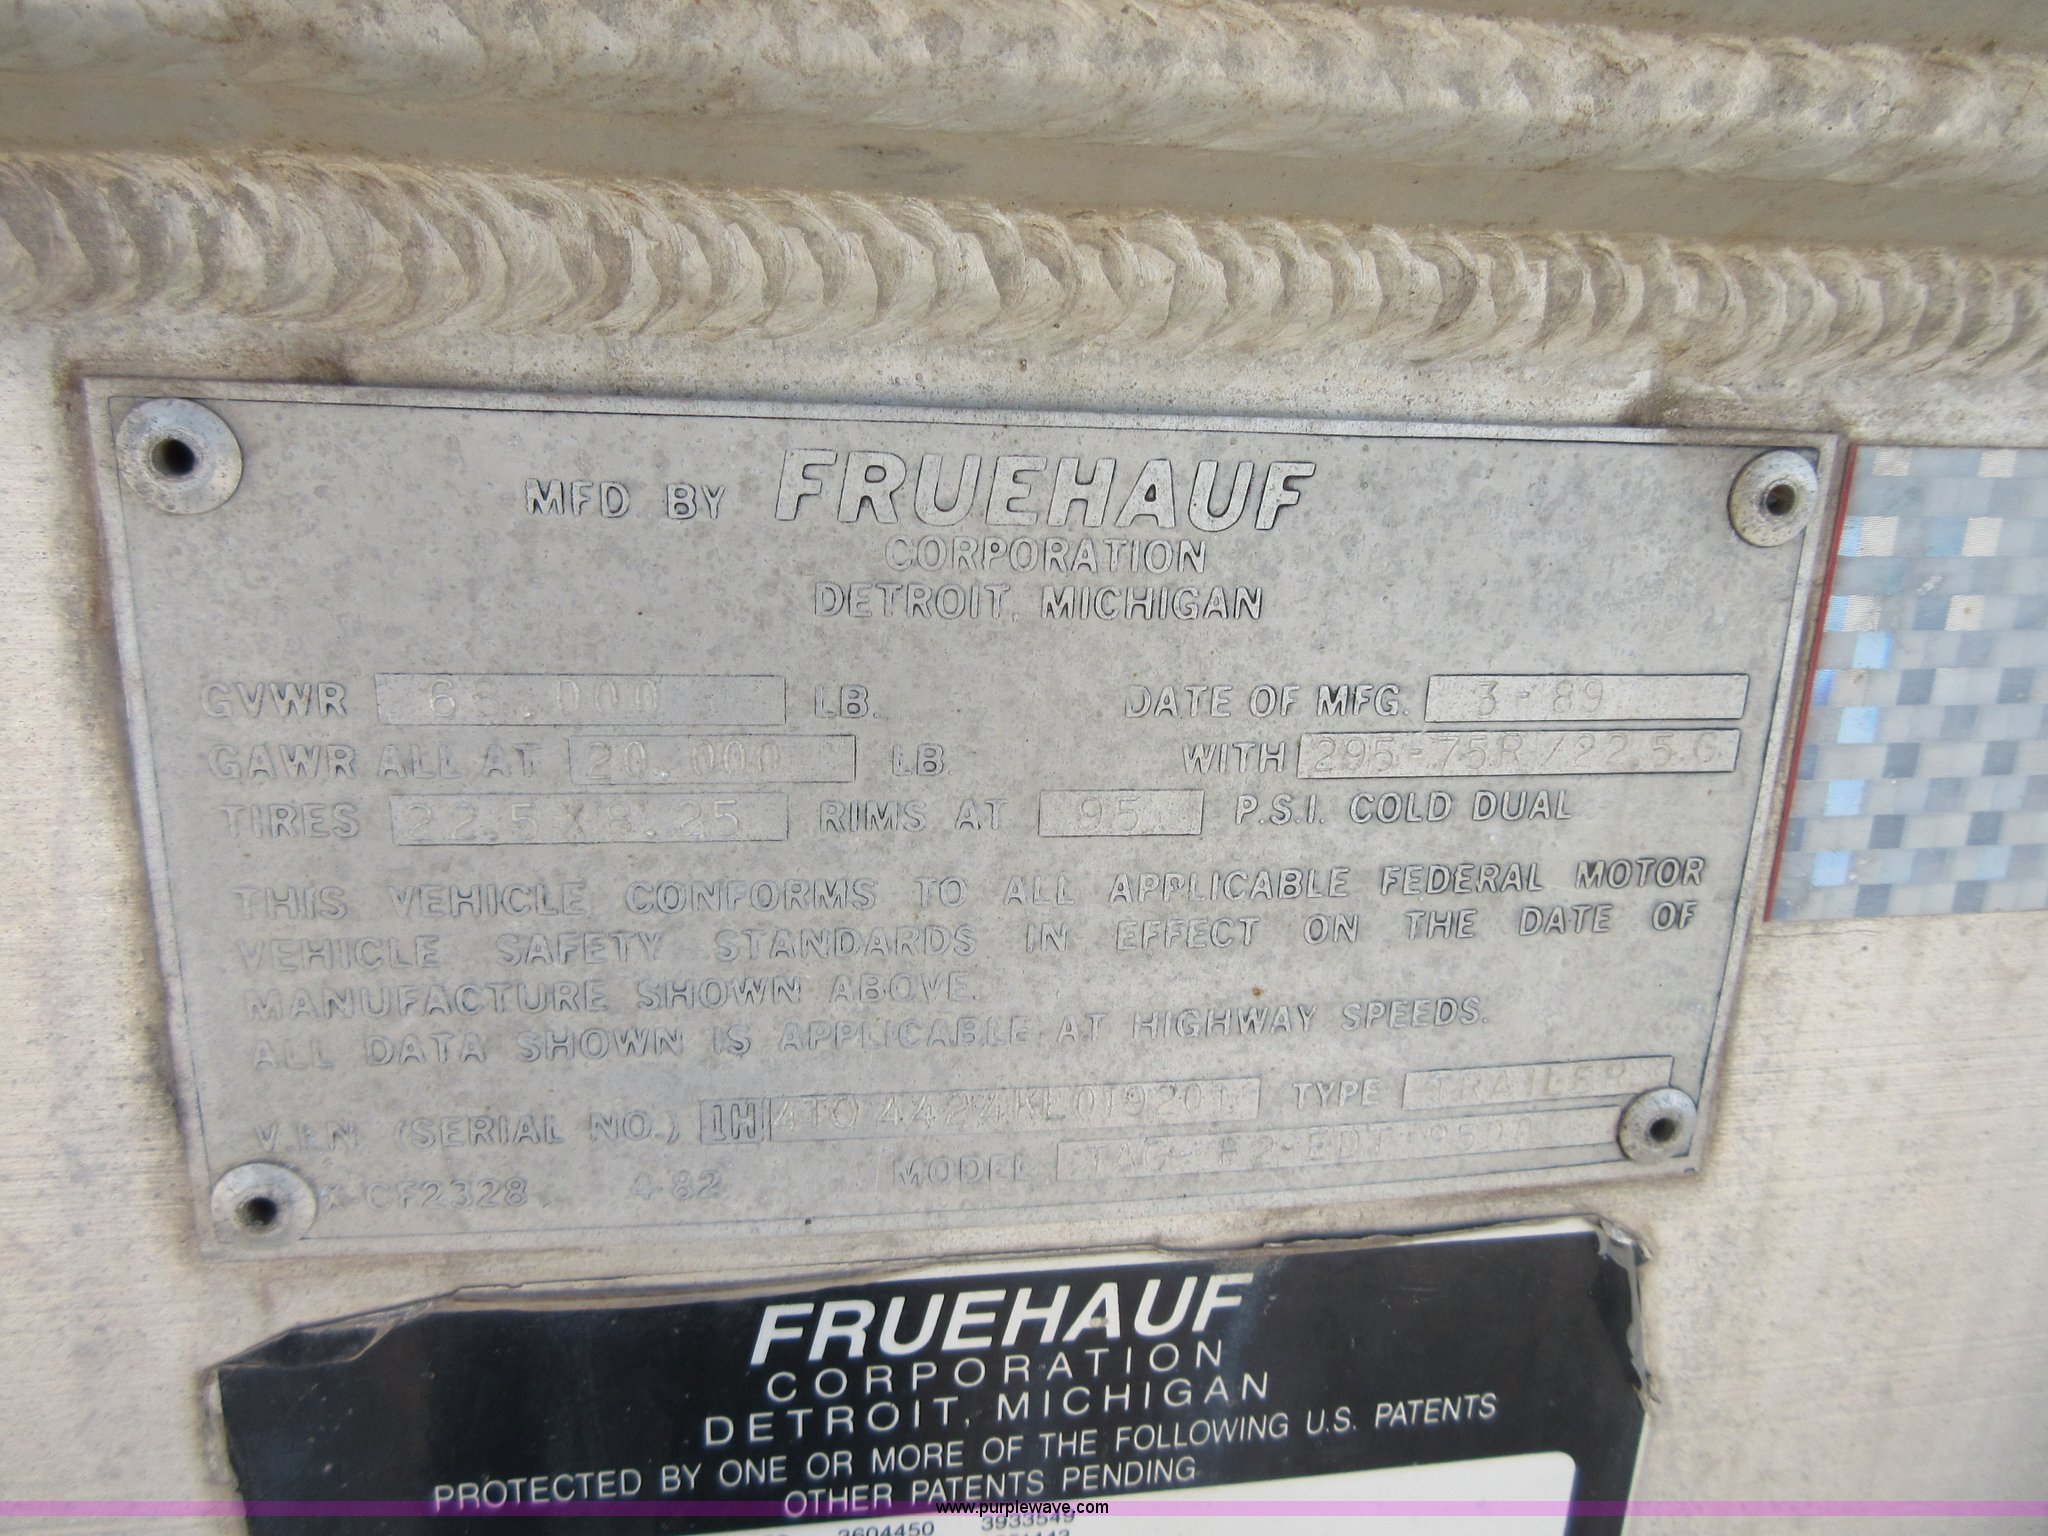 MFD BY FRUEHAUF
CORPORATION
DETROIT, MICHIGAN
GVWR 68.000 LB. DATE OF MFG. 3-89
GAWR ALL AT 20.000 LB. WITH 295-75R/22.5G
TIRES 22.5X8.25 RIMS AT 95 P.S.I. COLD DUAL
THIS VEHICLE CONFORMS TO ALL APPLICABLE FEDERAL MOTOR
VEHICLE SAFETY STANDARDS IN EFFECT ON THE DATE OF
MANUFACTURE SHOWN ABOVE.
ALL DATA SHOWN IS APPLICABLE AT HIGHWAY SPEEDS.
V.I.N (SERIAL NO.) 1H TYPE TRAILER
CF2328 4-82 MODEL
FRUEHAUF
CORPORATION
DETROIT, MICHIGAN
PROTECTED BY ONE OR MORE OF THE FOLLOWING U.S. PATENTS
OTHER PATENTS PENDING
www.purplewave.com
3604450 3933549